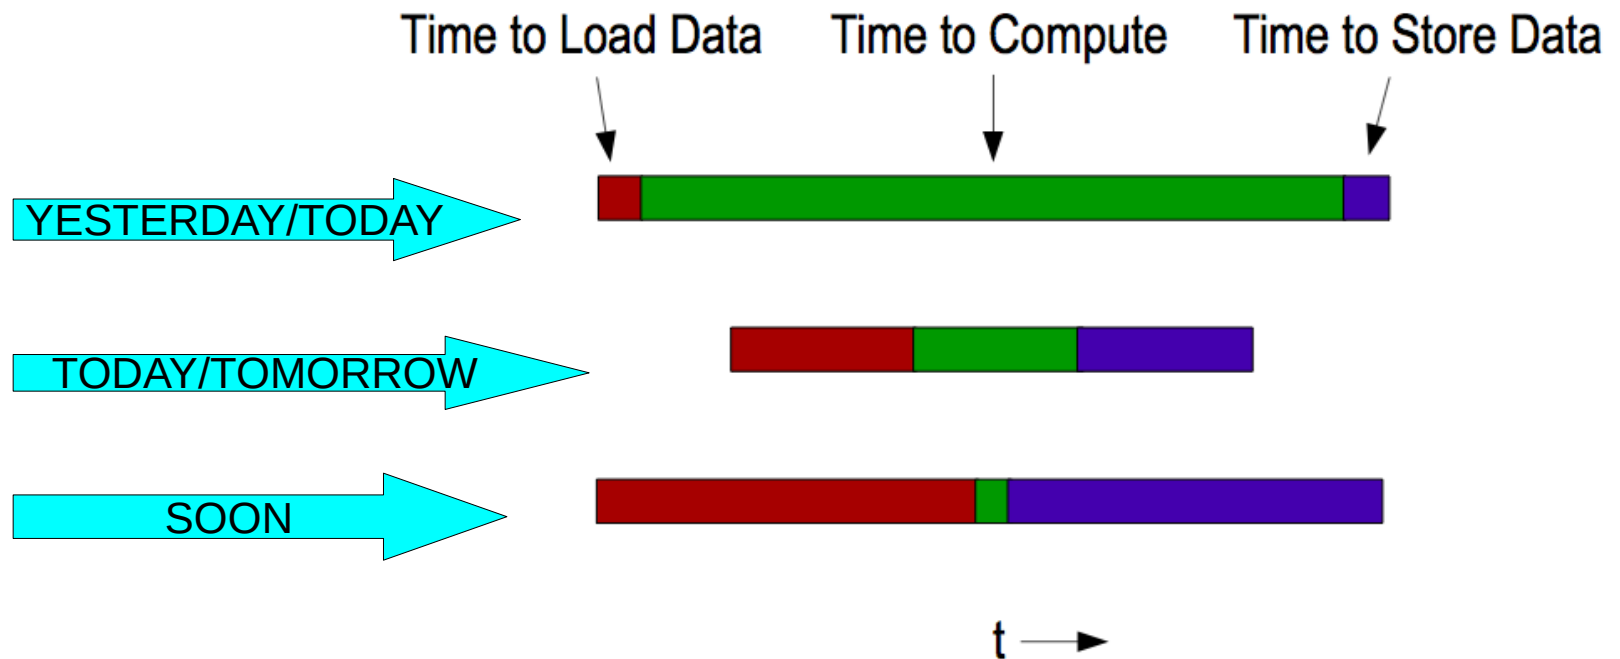 Time to Load Data
Time to Compute
Time to Store Data
YESTERDAY/TODAY
TODAY/TOMORROW
SOON
t